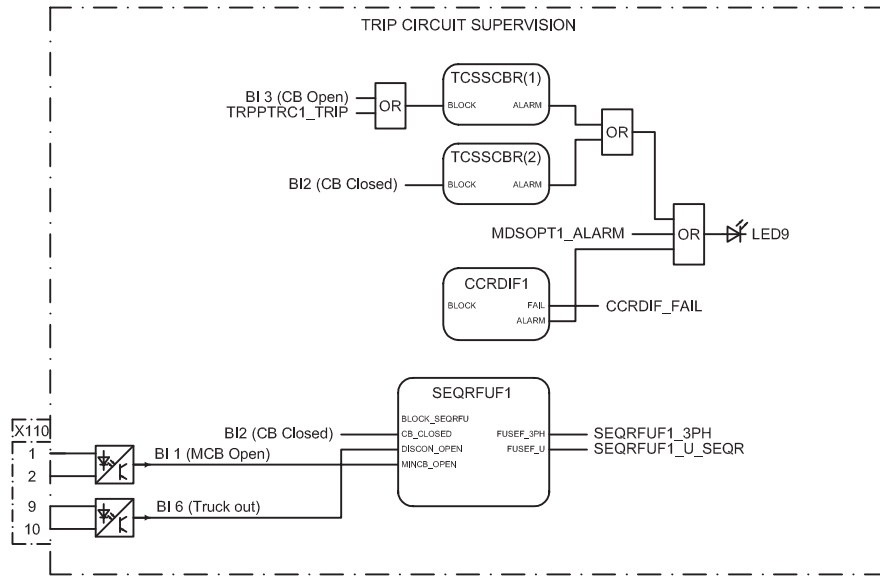 TRIP CIRCUIT SUPERVISION
TCSSCBR(1)
BI 3 (CB Open)
TRPPTRC1_TRIP
OR
BLOCK
ALARM
OR
TCSSCBR(2)
BI2 (CB Closed)
BLOCK
ALARM
MDSOPT1_ALARM
OR
LED9
CCRDIF1
BLOCK
FAIL
CCRDIF_FAIL
ALARM
SEQRFUF1
BLOCK_SEQRFU
BI2 (CB Closed)
CB_CLOSED
FUSEF_3PH
SEQRFUF1_3PH
DISCON_OPEN
FUSEF_U
SEQRFUF1_U_SEQR
MINCB_OPEN
X110
1
2
BI 1 (MCB Open)
9
10
BI 6 (Truck out)